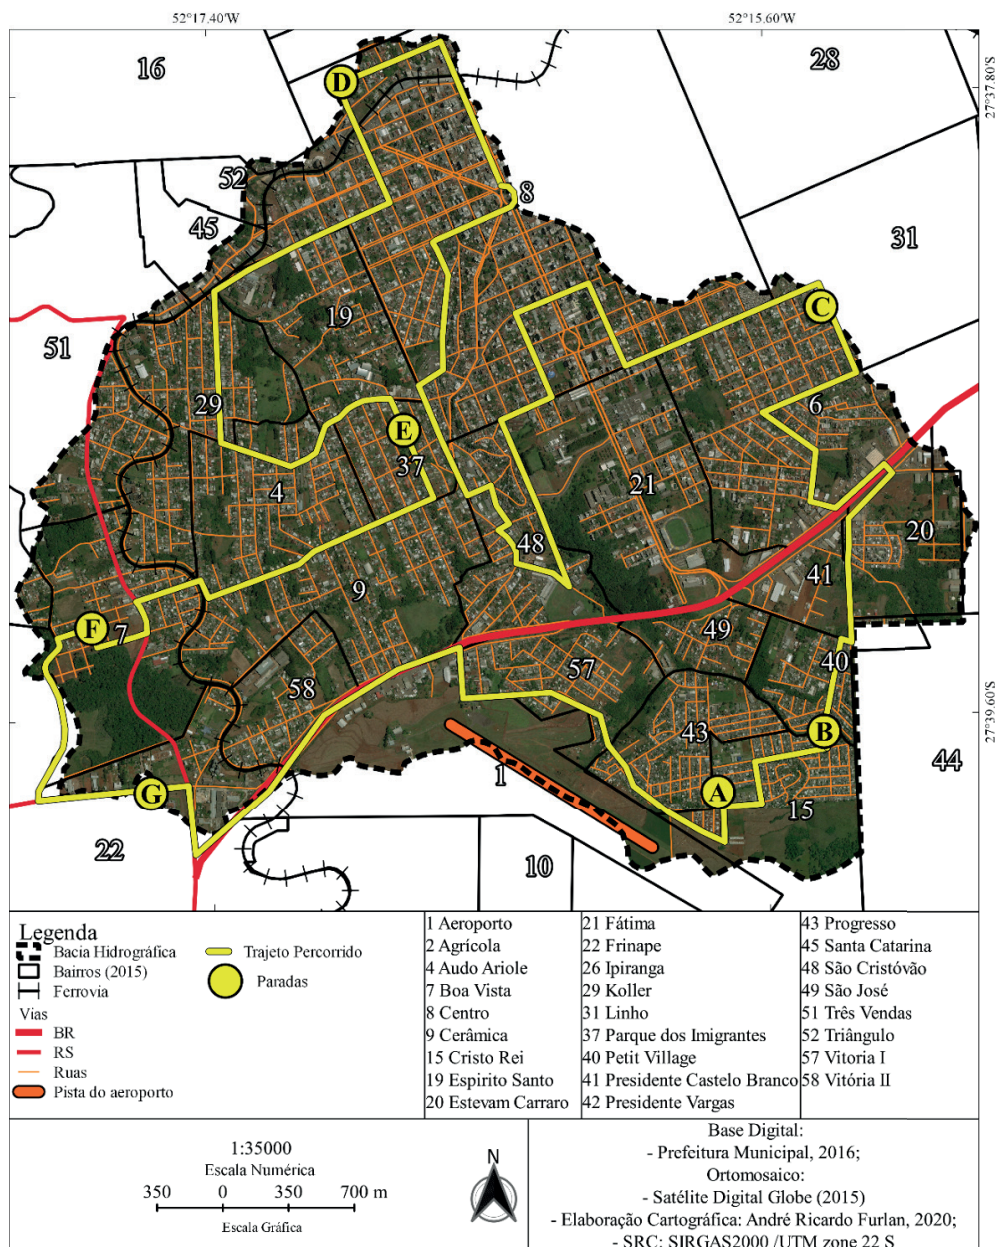 52°17.40'W
52°15.60'W
16
28
27°37.80'S
D
52
8
45
31
C
19
51
29
6
E
37
4
21
20
48
41
9
F
7
49
57
40
58
27°39.60'S
43
B
1
44
G
A
15
22
10
Legenda
Bacia Hidrográfica
Bairros (2015)
Ferrovia
Vias
BR
RS
Ruas
Pista do aeroporto
Trajeto Percorrido
Paradas
1 Aeroporto
2 Agrícola
4 Audo Ariole
7 Boa Vista
8 Centro
9 Cerâmica
15 Cristo Rei
19 Espirito Santo
20 Estevam Carraro
21 Fátima
22 Frinape
26 Ipiranga
29 Koller
31 Linho
37 Parque dos Imigrantes
40 Petit Village
41 Presidente Castelo Branco
42 Presidente Vargas
43 Progresso
45 Santa Catarina
48 São Cristóvão
49 São José
51 Três Vendas
52 Triângulo
57 Vitoria I
58 Vitória II
1:35000
Escala Numérica
350 0 350 700 m
Escala Gráfica
N
Base Digital:
- Prefeitura Municipal, 2016;
Ortomosaico:
- Satélite Digital Globe (2015)
- Elaboração Cartográfica: André Ricardo Furlan, 2020;
- SRC: SIRGAS2000 /UTM zone 22 S